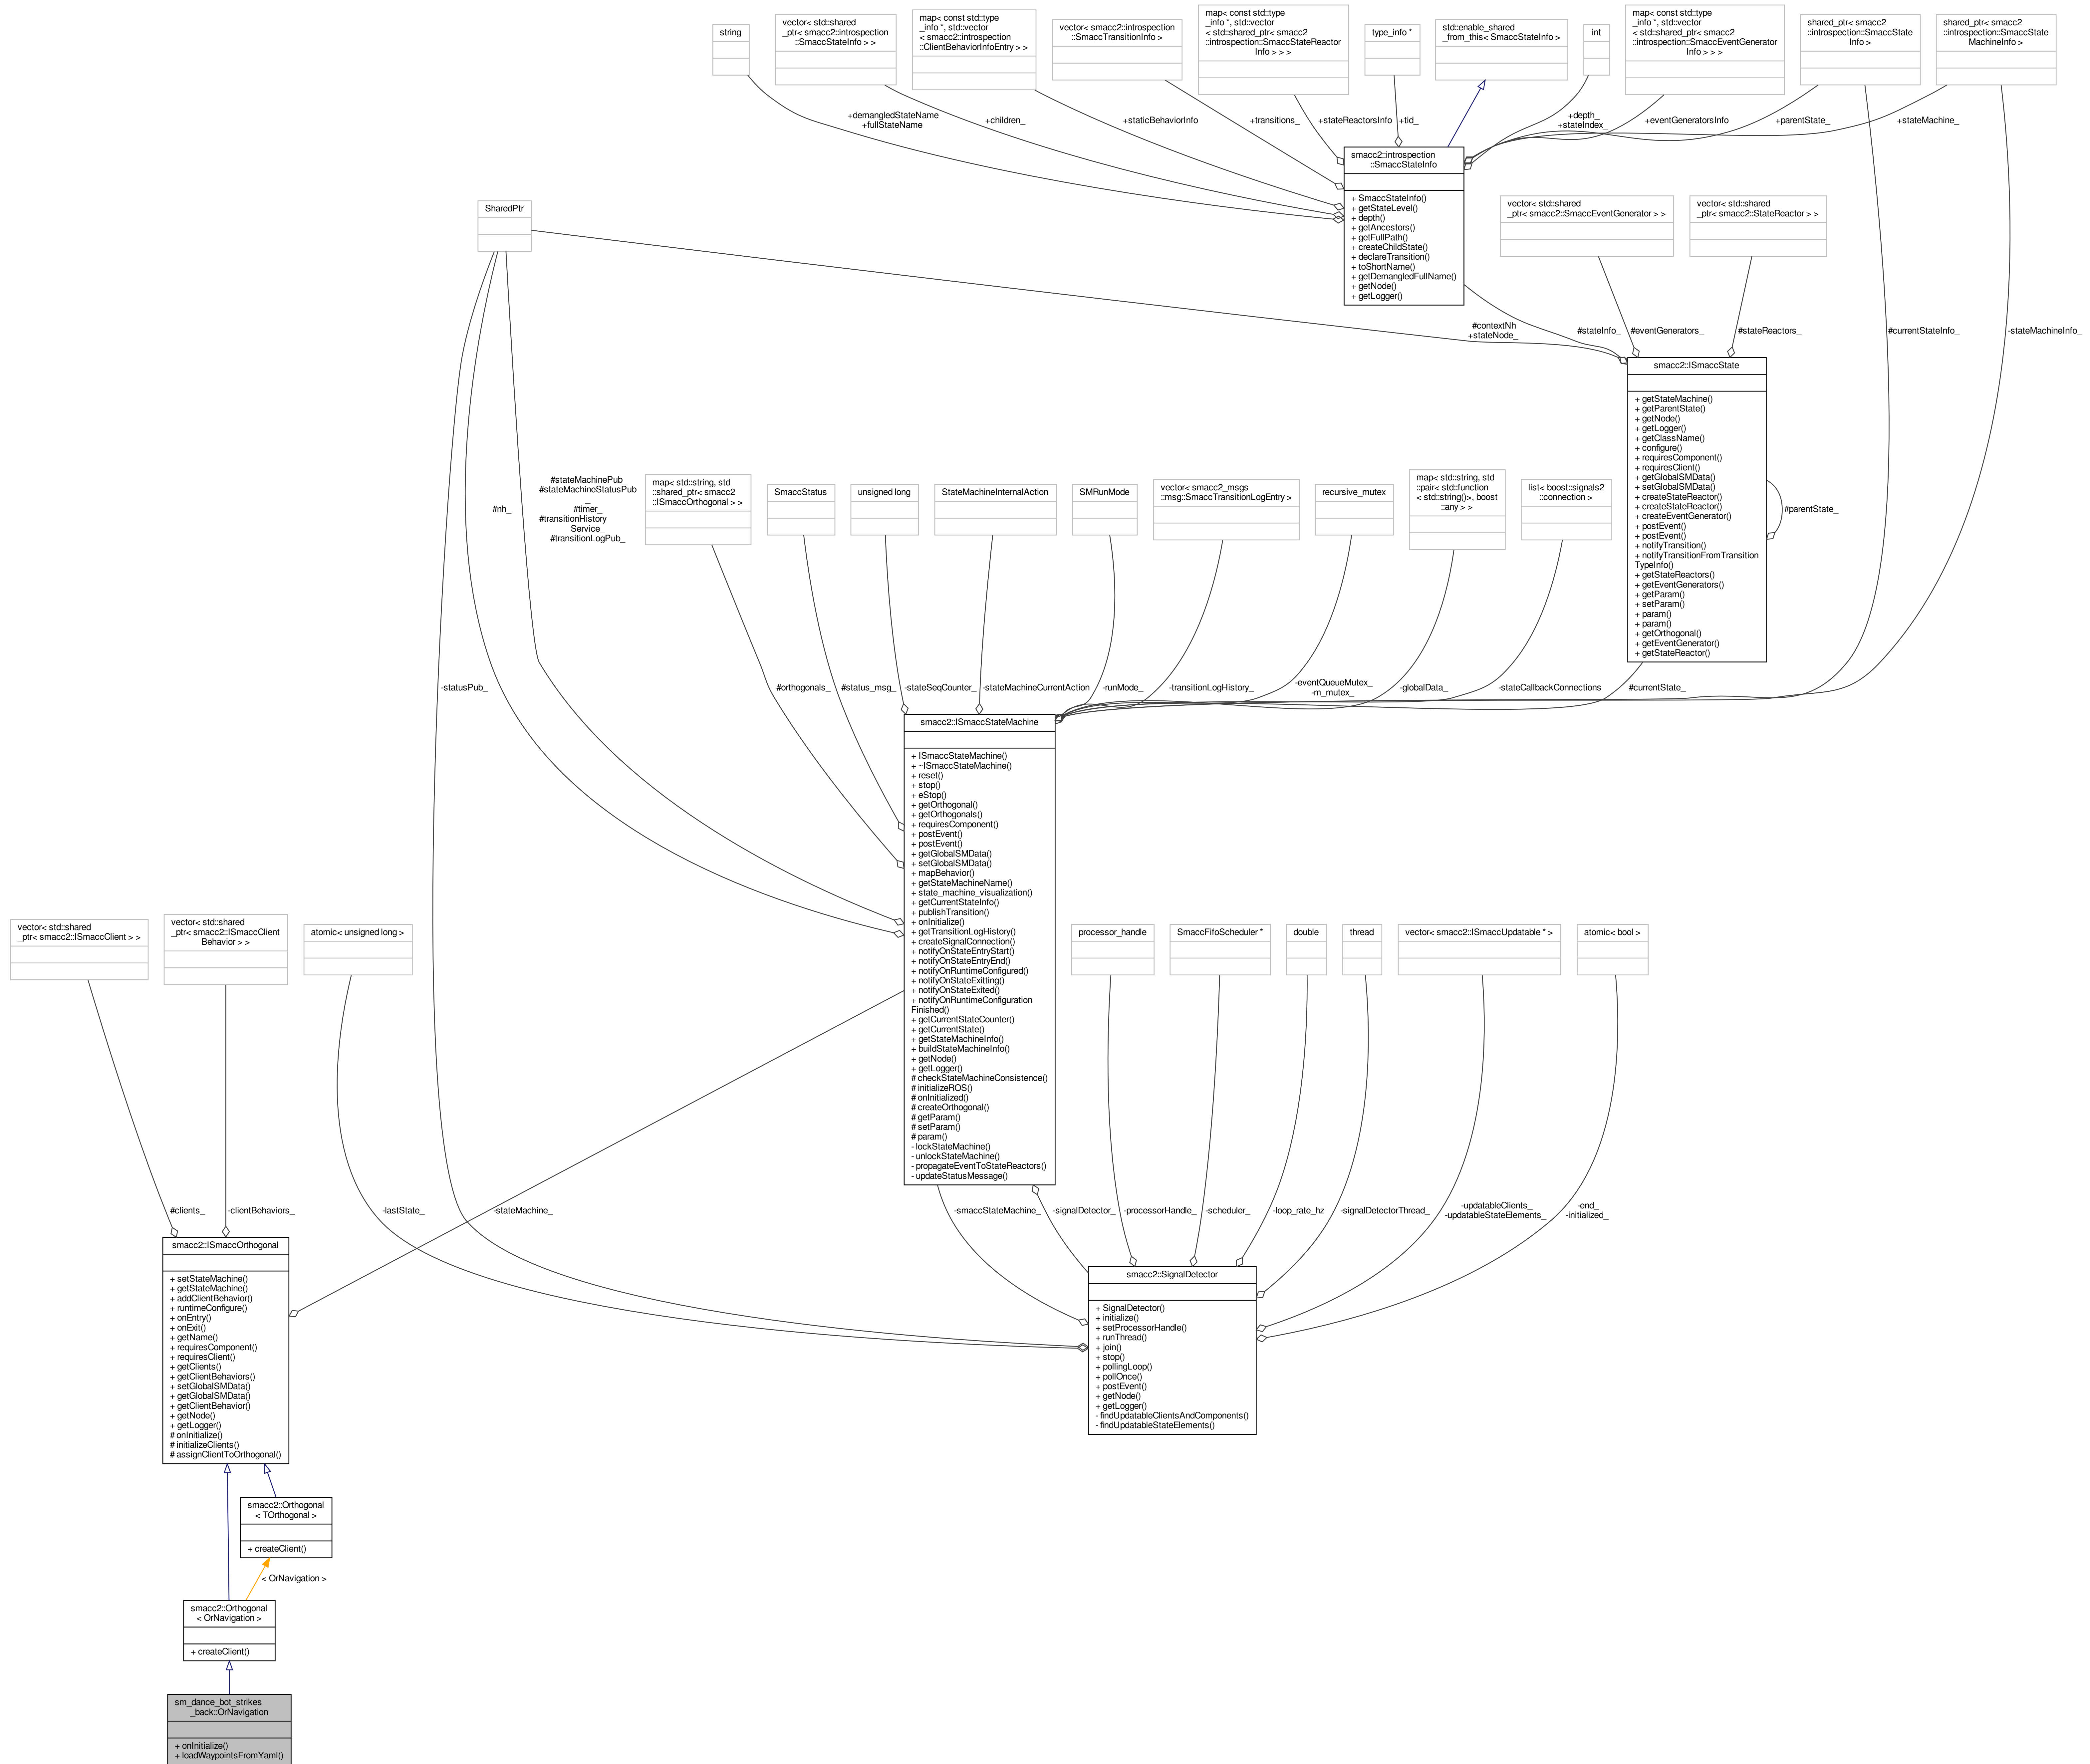 string
vector< std::shared
_ptr< smacc2::introspection
::SmaccStateInfo > >
map< const std::type
_info *, std::vector
< smacc2::introspection
::ClientBehaviorInfoEntry > >
vector< smacc2::introspection
::SmaccTransitionInfo >
map< const std::type
_info *, std::vector
< std::shared_ptr< smacc2
::introspection::SmaccStateReactor
Info > > >
type_info *
std::enable_shared
_from_this< SmaccStateInfo >
int
map< const std::type
_info *, std::vector
< std::shared_ptr< smacc2
::introspection::SmaccEventGenerator
Info > > >
shared_ptr< smacc2
::introspection::SmaccState
Info >
shared_ptr< smacc2
::introspection::SmaccState
MachineInfo >
+demangledStateName
+fullStateName
+children_
+staticBehaviorInfo
+transitions_
+stateReactorsInfo
+tid_
+depth_
+stateIndex_
+eventGeneratorsInfo
+parentState_
+stateMachine_
smacc2::introspection
::SmaccStateInfo
+ SmaccStateInfo()
+ getStateLevel()
+ depth()
+ getAncestors()
+ getFullPath()
+ createChildState()
+ declareTransition()
+ toShortName()
+ getDemangledFullName()
+ getNode()
+ getLogger()
SharedPtr
vector< std::shared
_ptr< smacc2::SmaccEventGenerator > >
vector< std::shared
_ptr< smacc2::StateReactor > >
#contextNh
+stateNode_
#stateInfo_
#eventGenerators_
#stateReactors_
#currentStateInfo_
-stateMachineInfo_
smacc2::ISmaccState
+ getStateMachine()
+ getParentState()
+ getNode()
+ getLogger()
+ getClassName()
+ configure()
+ requiresComponent()
+ requiresClient()
+ getGlobalSMData()
+ setGlobalSMData()
+ createStateReactor()
+ createStateReactor()
+ createEventGenerator()
+ postEvent()
+ postEvent()
+ notifyTransition()
+ notifyTransitionFromTransition
TypeInfo()
+ getStateReactors()
+ getEventGenerators()
+ getParam()
+ setParam()
+ param()
+ param()
+ getOrthogonal()
+ getEventGenerator()
+ getStateReactor()
#parentState_
#nh_
#stateMachinePub_
#stateMachineStatusPub
_
#timer_
#transitionHistory
Service_
#transitionLogPub_
map< std::string, std
::shared_ptr< smacc2
::ISmaccOrthogonal > >
SmaccStatus
unsigned long
StateMachineInternalAction
SMRunMode
vector< smacc2_msgs
::msg::SmaccTransitionLogEntry >
recursive_mutex
map< std::string, std
::pair< std::function
< std::string()>, boost
::any > >
list< boost::signals2
::connection >
-statusPub_
#orthogonals_
#status_msg_
-stateSeqCounter_
-stateMachineCurrentAction
-runMode_
-transitionLogHistory_
-eventQueueMutex_
-m_mutex_
-globalData_
-stateCallbackConnections
#currentState_
smacc2::ISmaccStateMachine
+ ISmaccStateMachine()
+ ~ISmaccStateMachine()
+ reset()
+ stop()
+ eStop()
+ getOrthogonal()
+ getOrthogonals()
+ requiresComponent()
+ postEvent()
+ postEvent()
+ getGlobalSMData()
+ setGlobalSMData()
+ mapBehavior()
+ getStateMachineName()
+ state_machine_visualization()
+ getCurrentStateInfo()
+ publishTransition()
+ onInitialize()
+ getTransitionLogHistory()
+ createSignalConnection()
+ notifyOnStateEntryStart()
+ notifyOnStateEntryEnd()
+ notifyOnRuntimeConfigured()
+ notifyOnStateExitting()
+ notifyOnStateExited()
+ notifyOnRuntimeConfiguration
Finished()
+ getCurrentStateCounter()
+ getCurrentState()
+ getStateMachineInfo()
+ buildStateMachineInfo()
+ getNode()
+ getLogger()
# checkStateMachineConsistence()
# initializeROS()
# onInitialized()
# createOrthogonal()
# getParam()
# setParam()
# param()
- lockStateMachine()
- unlockStateMachine()
- propagateEventToStateReactors()
- updateStatusMessage()
vector< std::shared
_ptr< smacc2::ISmaccClient > >
vector< std::shared
_ptr< smacc2::ISmaccClient
Behavior > >
atomic< unsigned long >
processor_handle
SmaccFifoScheduler *
double
thread
vector< smacc2::ISmaccUpdatable * >
atomic< bool >
#clients_
-clientBehaviors_
-lastState_
-stateMachine_
-smaccStateMachine_
-signalDetector_
-processorHandle_
-scheduler_
-loop_rate_hz
-signalDetectorThread_
-updatableClients_
-updatableStateElements_
-end_
-initialized_
smacc2::ISmaccOrthogonal
+ setStateMachine()
+ getStateMachine()
+ addClientBehavior()
+ runtimeConfigure()
+ onEntry()
+ onExit()
+ getName()
+ requiresComponent()
+ requiresClient()
+ getClients()
+ getClientBehaviors()
+ setGlobalSMData()
+ getGlobalSMData()
+ getClientBehavior()
+ getNode()
+ getLogger()
# onInitialize()
# initializeClients()
# assignClientToOrthogonal()
smacc2::SignalDetector
+ SignalDetector()
+ initialize()
+ setProcessorHandle()
+ runThread()
+ join()
+ stop()
+ pollingLoop()
+ pollOnce()
+ postEvent()
+ getNode()
+ getLogger()
- findUpdatableClientsAndComponents()
- findUpdatableStateElements()
smacc2::Orthogonal
< TOrthogonal >
+ createClient()
< OrNavigation >
smacc2::Orthogonal
< OrNavigation >
+ createClient()
sm_dance_bot_strikes
_back::OrNavigation
+ onInitialize()
+ loadWaypointsFromYaml()